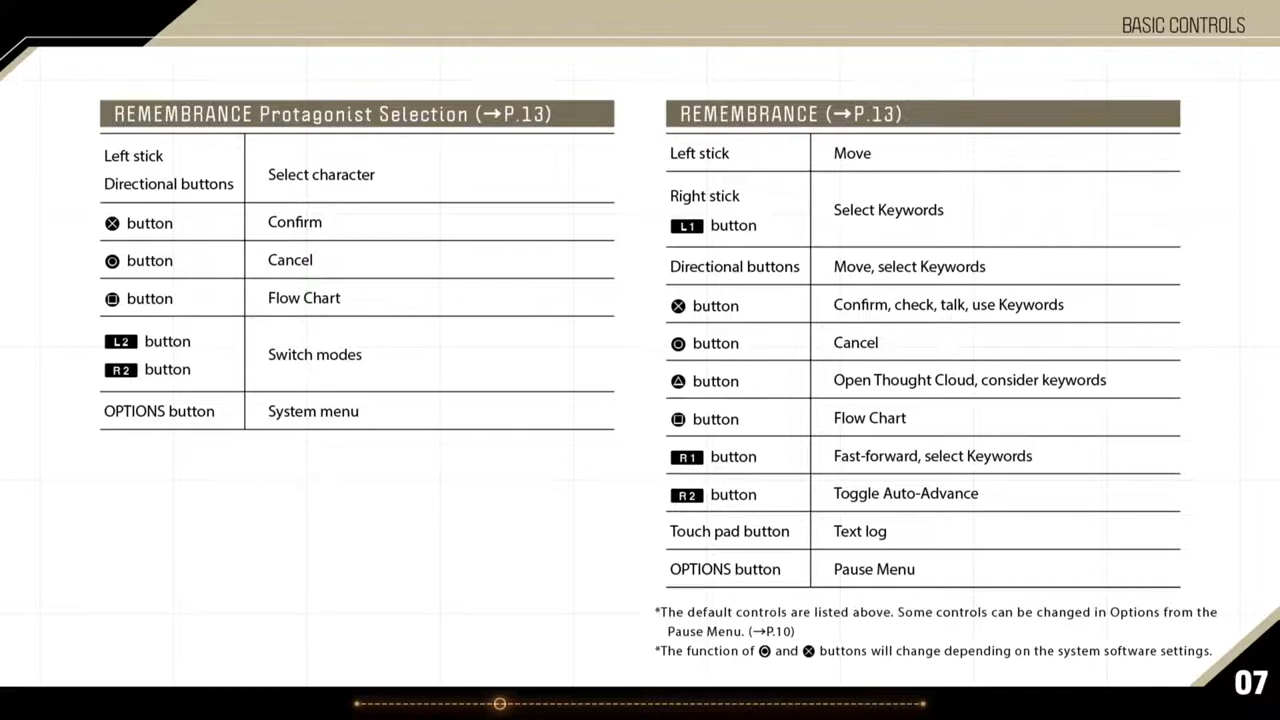 BASIC CONTROLS
REMEMBRANCE Protagonist Selection (→P.13)
Left stick
Directional buttons
Select character
button
Confirm
button
Cancel
button
Flow Chart
L2 button
R2 button
Switch modes
OPTIONS button
System menu
REMEMBRANCE (→P.13)
Left stick
Move
Right stick
L1 button
Select Keywords
Directional buttons
Move, select Keywords
button
Confirm, check, talk, use Keywords
button
Cancel
button
Open Thought Cloud, consider keywords
button
Flow Chart
R1 button
Fast-forward, select Keywords
R2 button
Toggle Auto-Advance
Touch pad button
Text log
OPTIONS button
Pause Menu
*The default controls are listed above. Some controls can be changed in Options from the
Pause Menu. (→P.10)
*The function of and buttons will change depending on the system software settings.
07